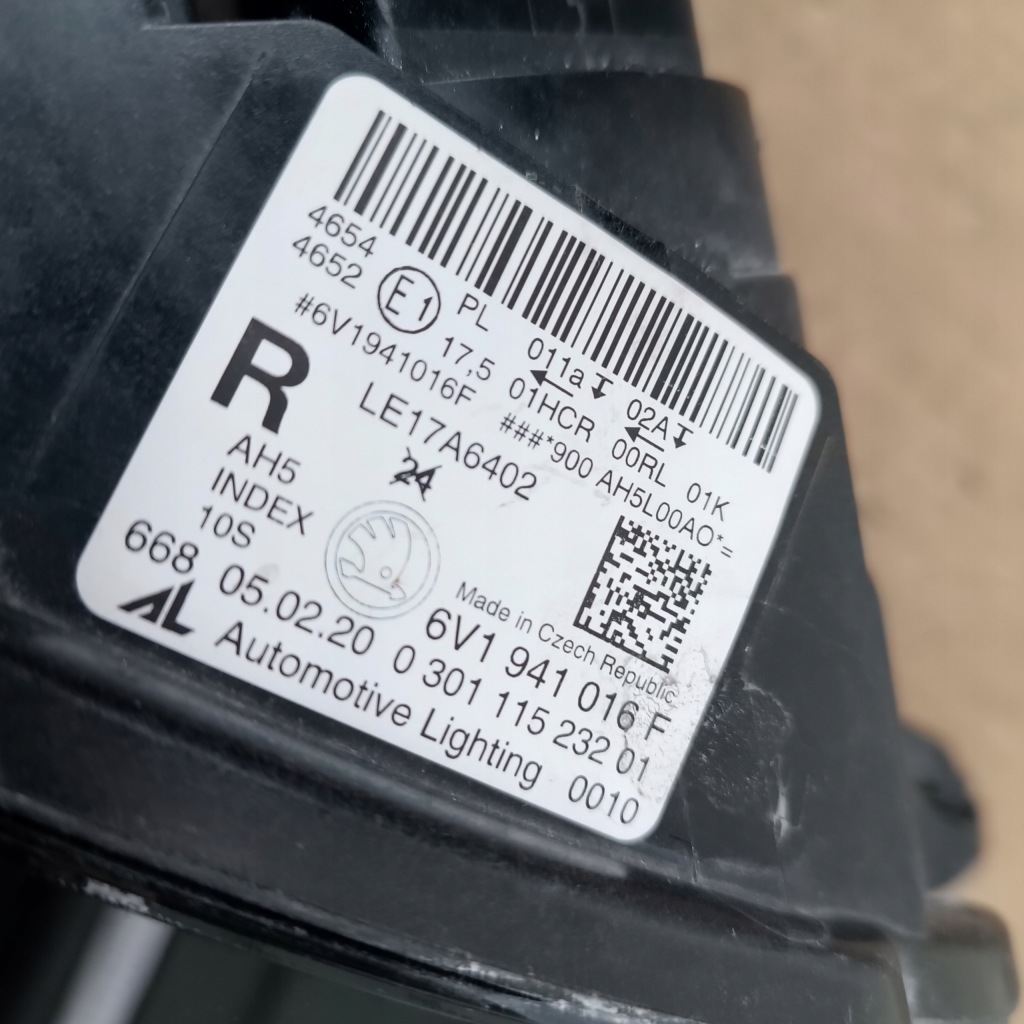 4654 PL 011a 02A
4652 E1 17,5 01HCR 00RL 01K
#6V1941016F ###*900 AH5L00AO*=
R LE17A6402
24
AH5
INDEX
10S
Made in Czech Republic
668 05.02.20 6V1 941 016 F
0 301 115 232 01
AL Automotive Lighting 0010